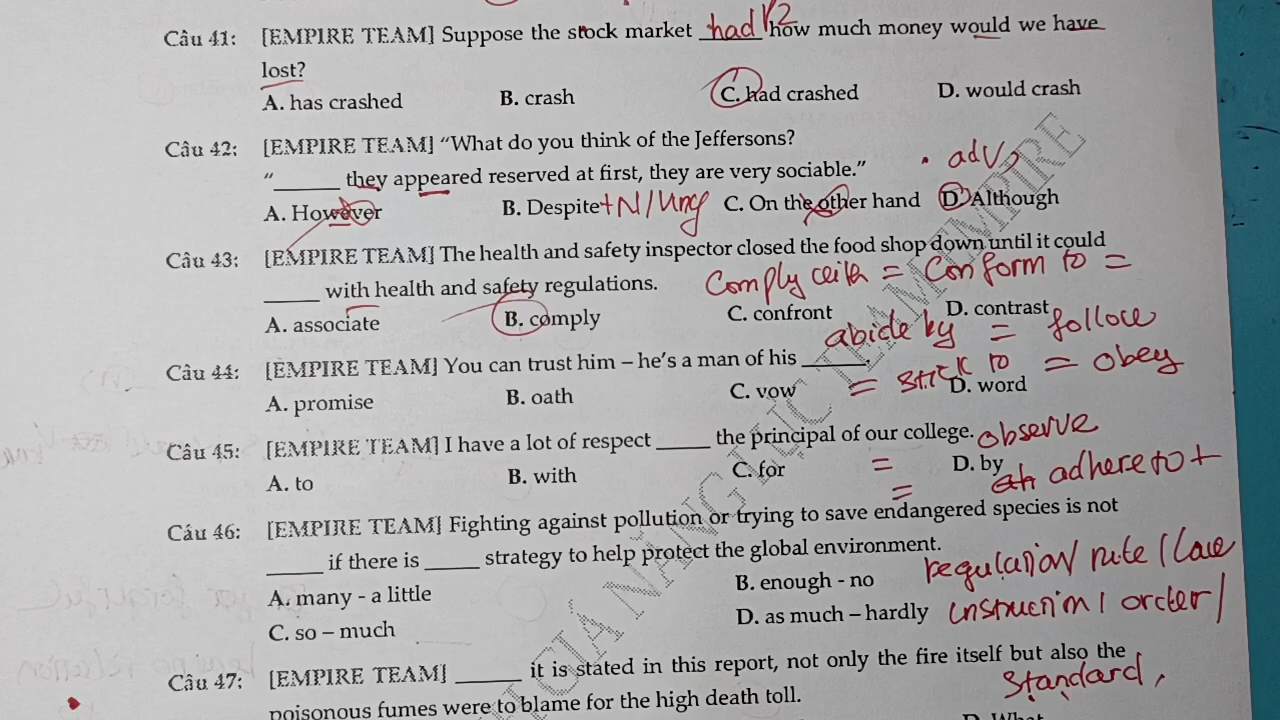 Câu 41: [EMPIRE TEAM] Suppose the stock market had V2 how much money would we have
lost?
A. has crashed B. crash C. had crashed D. would crash
Câu 42: [EMPIRE TEAM] “What do you think of the Jeffersons?
“______ they appeared reserved at first, they are very sociable.” . adv,
A. However B. Despite +N/Ving C. On the other hand D. Although
Câu 43: [EMPIRE TEAM] The health and safety inspector closed the food shop down until it could
_____ with health and safety regulations. Comply with = Conform to =
A. associate B. comply C. confront D. contrast
abide by = follow
Câu 44: [EMPIRE TEAM] You can trust him – he’s a man of his ______.
= stick to = obey
A. promise B. oath C. vow D. word
Câu 45: [EMPIRE TEAM] I have a lot of respect _____ the principal of our college. observe
A. to B. with C. for = D. by
= adhere to +
Câu 46: [EMPIRE TEAM] Fighting against pollution or trying to save endangered species is not
_____ if there is _____ strategy to help protect the global environment.
A. many - a little B. enough - no regulation/ rule / law
C. so – much D. as much – hardly instruction / order /
Câu 47: [EMPIRE TEAM] ______ it is stated in this report, not only the fire itself but also the
standard,
poisonous fumes were to blame for the high death toll.
D. What
NĂNG LỰC TEAM EMPIRE